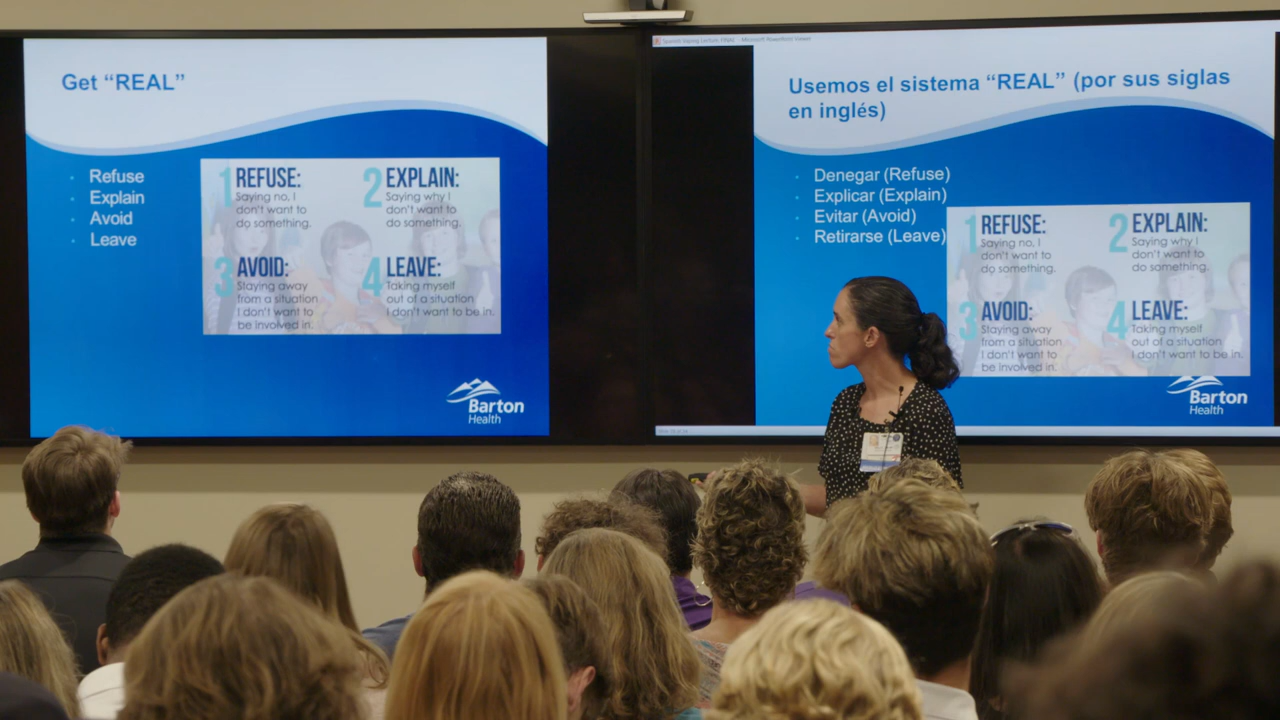 Get “REAL”
· Refuse
· Explain
· Avoid
· Leave
1 REFUSE:
Saying no, I
don't want to
do something.
2 EXPLAIN:
Saying why I
don't want to
do something.
3 AVOID:
Staying away
from a situation
I don't want to
be involved in.
4 LEAVE:
Taking myself
out of a situation
I don't want to be in.
Barton
Health
Usemos el sistema “REAL” (por sus siglas
en inglés)
· Denegar (Refuse)
· Explicar (Explain)
· Evitar (Avoid)
· Retirarse (Leave)
1 REFUSE:
Saying no, I
don't want to
do something.
2 EXPLAIN:
Saying why I
don't want to
do something.
3 AVOID:
Staying away
from a situation
I don't want to
be involved in.
4 LEAVE:
Taking myself
out of a situation
I don't want to be in.
Barton
Health